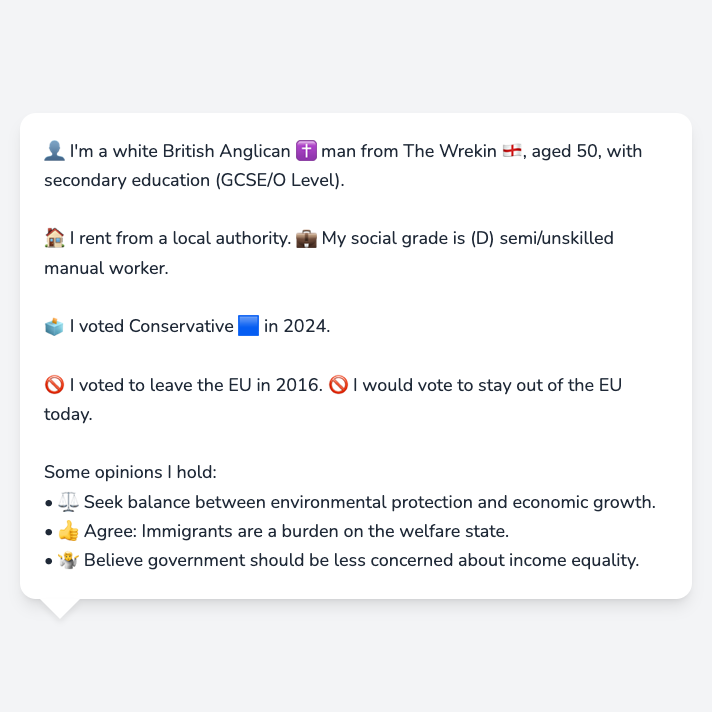 👤 I'm a white British Anglican ✝️ man from The Wrekin 🏴󠁧󠁢󠁥󠁮󠁧󠁿, aged 50, with
secondary education (GCSE/O Level).
🏠 I rent from a local authority. 💼 My social grade is (D) semi/unskilled
manual worker.
🗳️ I voted Conservative 🟦 in 2024.
🚫 I voted to leave the EU in 2016. 🚫 I would vote to stay out of the EU
today.
Some opinions I hold:
• ⚖️ Seek balance between environmental protection and economic growth.
• 👍 Agree: Immigrants are a burden on the welfare state.
• 🤷 Believe government should be less concerned about income equality.